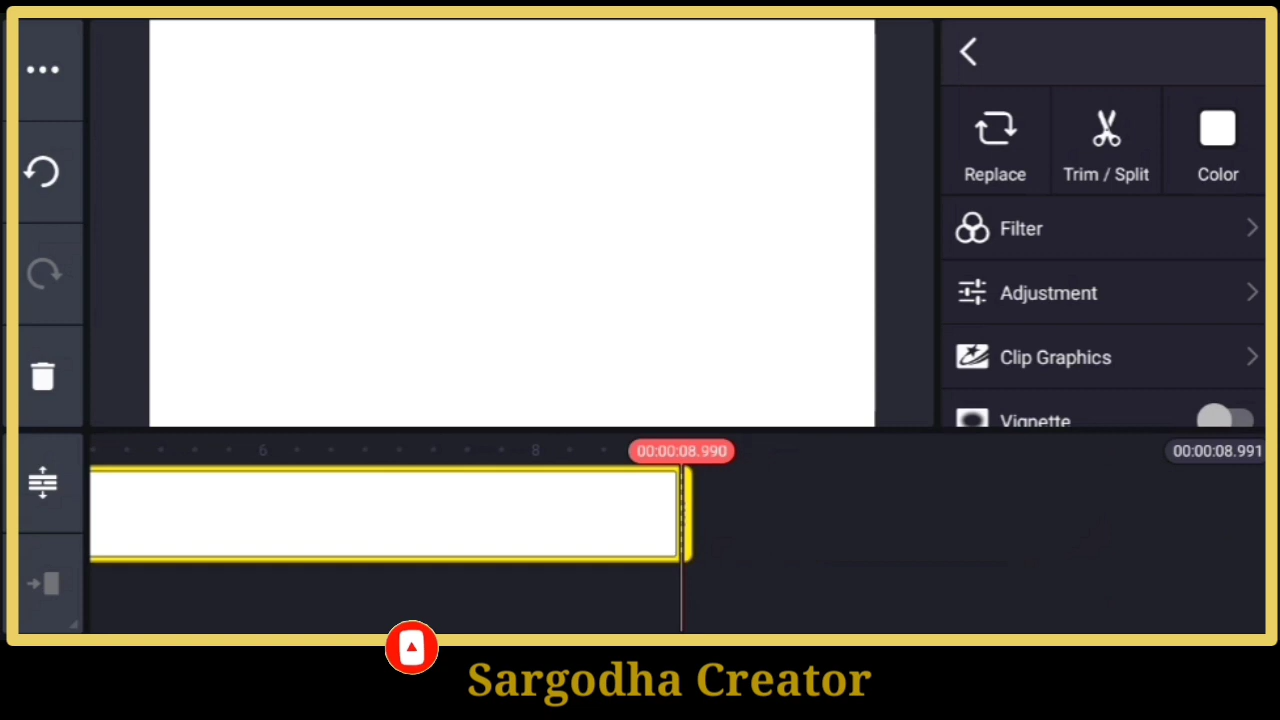 Replace
Trim / Split
Color
Filter
Adjustment
Clip Graphics
Vignette
6
8
00:00:08.990
00:00:08.991
Sargodha Creator